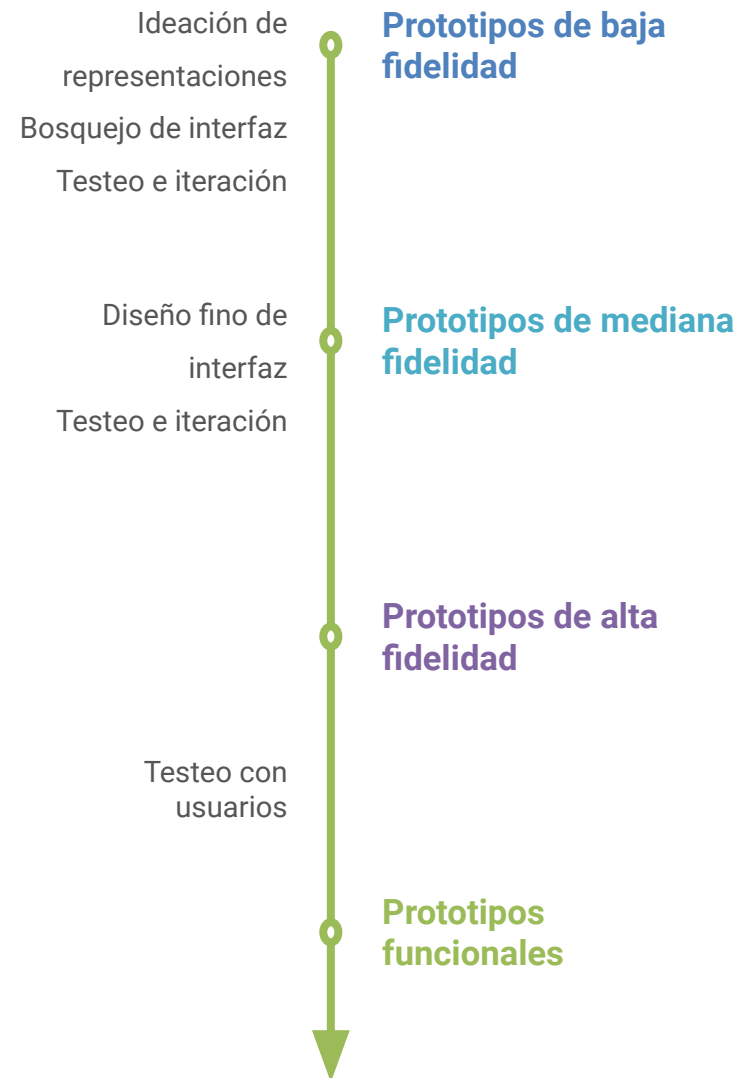 Ideación de
representaciones
Bosquejo de interfaz
Testeo e iteración
Prototipos de baja
fidelidad
Diseño fino de
interfaz
Testeo e iteración
Prototipos de mediana
fidelidad
Prototipos de alta
fidelidad
Testeo con
usuarios
Prototipos
funcionales